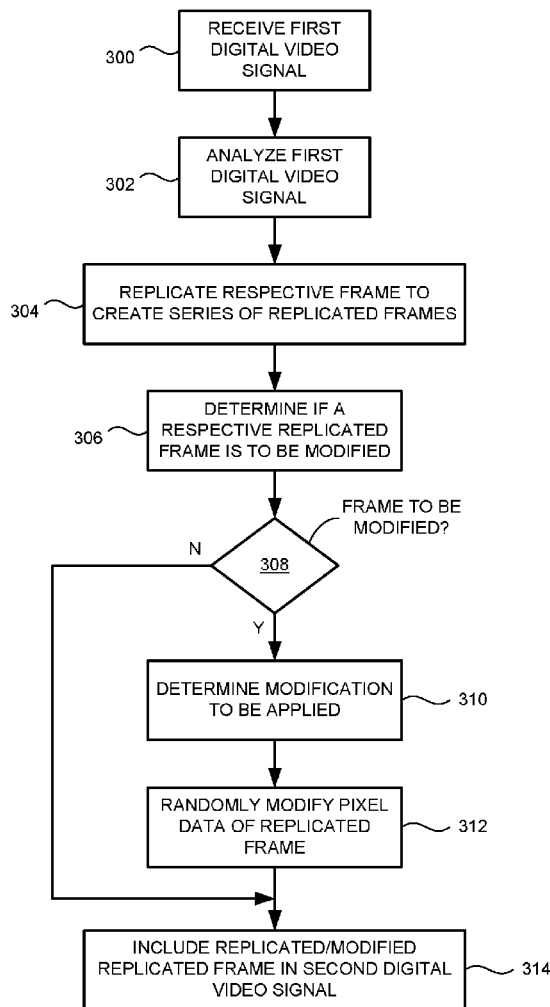 300
RECEIVE FIRST
DIGITAL VIDEO
SIGNAL
302
ANALYZE FIRST
DIGITAL VIDEO
SIGNAL
304
REPLICATE RESPECTIVE FRAME TO
CREATE SERIES OF REPLICATED FRAMES
306
DETERMINE IF A
RESPECTIVE REPLICATED
FRAME IS TO BE MODIFIED
FRAME TO BE
MODIFIED?
N
308
Y
DETERMINE MODIFICATION
TO BE APPLIED
310
RANDOMLY MODIFY PIXEL
DATA OF REPLICATED
FRAME
312
INCLUDE REPLICATED/MODIFIED
REPLICATED FRAME IN SECOND DIGITAL
VIDEO SIGNAL
314